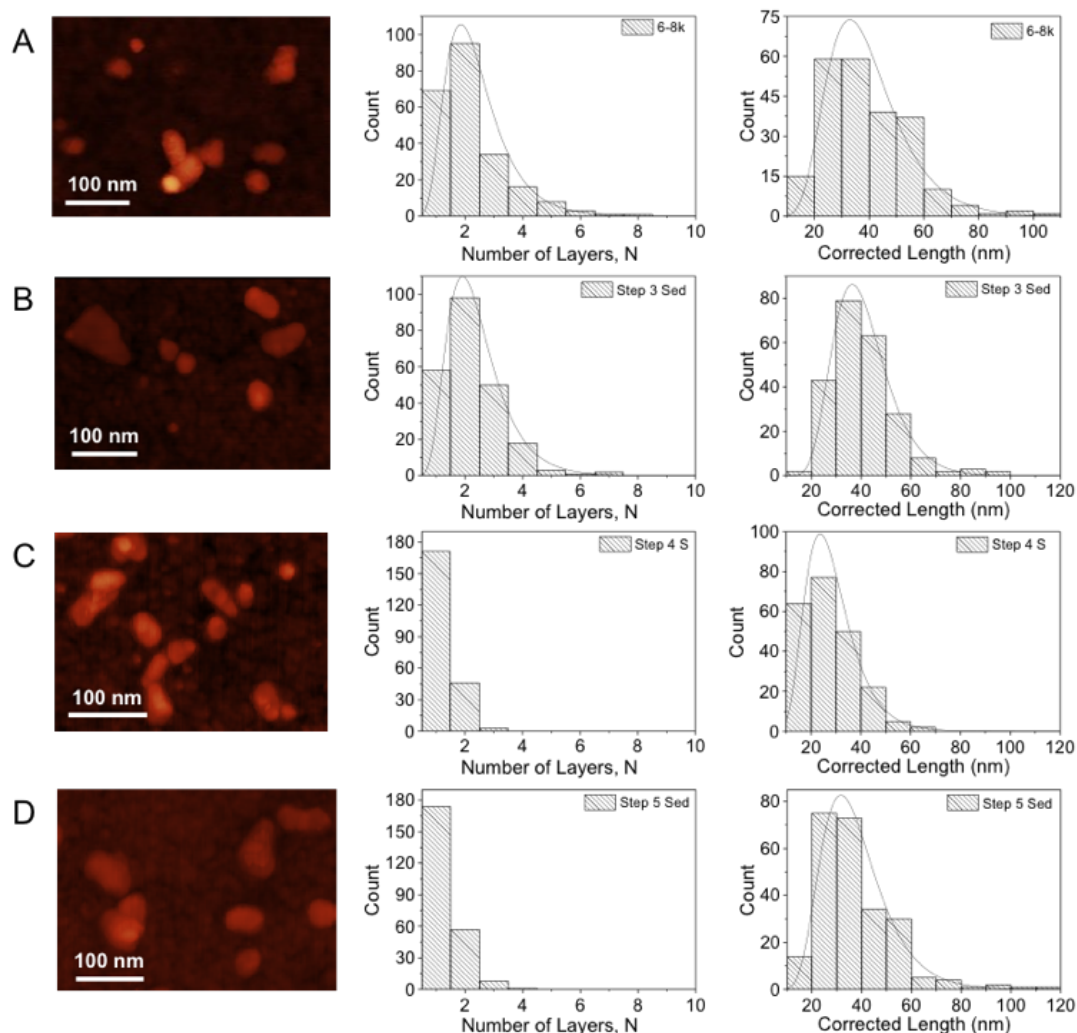 A
100 nm
100
80
60
40
20
0
Count
6-8k
2
4
6
8
10
Number of Layers, N
75
60
45
30
15
0
Count
6-8k
20
40
60
80
100
Corrected Length (nm)
B
100 nm
100
80
60
40
20
0
Count
Step 3 Sed
2
4
6
8
10
Number of Layers, N
80
60
40
20
0
Count
Step 3 Sed
20
40
60
80
100
120
Corrected Length (nm)
C
100 nm
180
150
120
90
60
30
0
Count
Step 4 S
2
4
6
8
10
Number of Layers, N
100
80
60
40
20
0
Count
Step 4 S
20
40
60
80
100
120
Corrected Length (nm)
D
100 nm
180
150
120
90
60
30
0
Count
Step 5 Sed
2
4
6
8
10
Number of Layers, N
80
60
40
20
0
Count
Step 5 Sed
20
40
60
80
100
120
Corrected Length (nm)